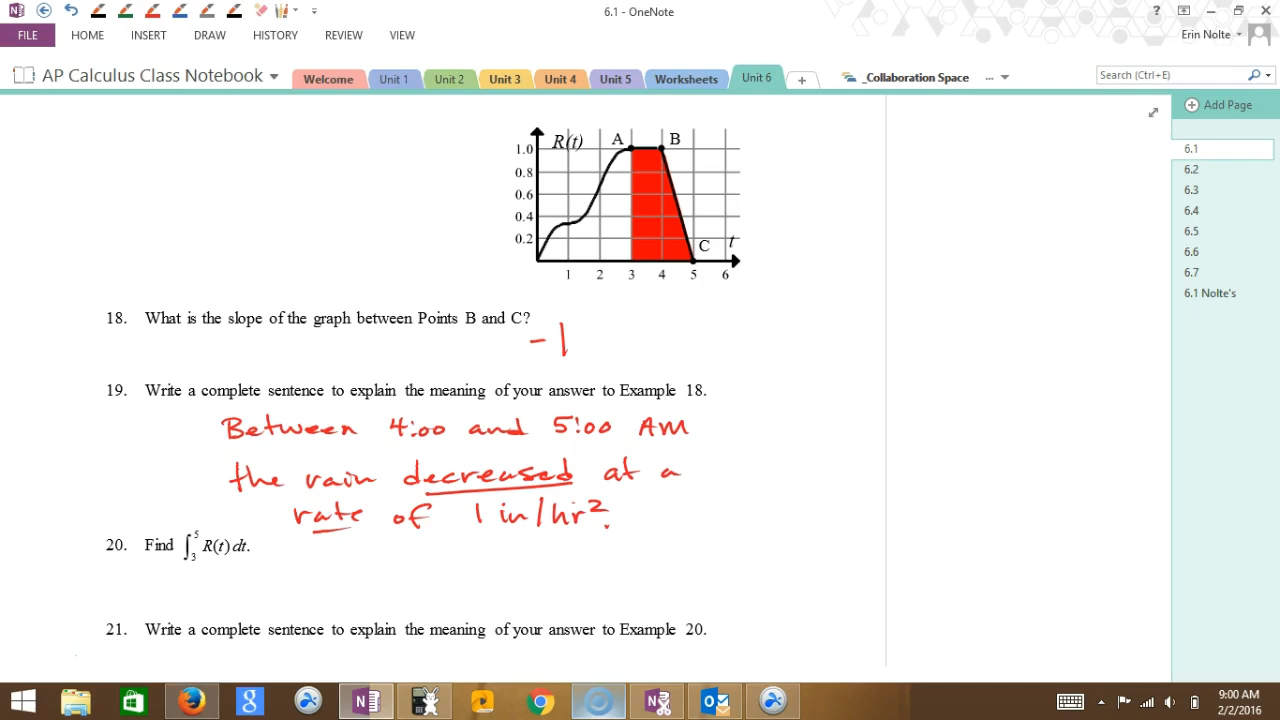 6.1 - OneNote
FILE HOME INSERT DRAW HISTORY REVIEW VIEW
Erin Nolte
AP Calculus Class Notebook
Welcome Unit 1 Unit 2 Unit 3 Unit 4 Unit 5 Worksheets Unit 6 + _Collaboration Space ...
Search (Ctrl+E)
Add Page
6.1
6.2
6.3
6.4
6.5
6.6
6.7
6.1 Nolte's
R(t) A B
1.0
0.8
0.6
0.4
0.2
C t
1 2 3 4 5 6
18. What is the slope of the graph between Points B and C?
-1
19. Write a complete sentence to explain the meaning of your answer to Example 18.
Between 4:00 and 5:00 AM
the rain decreased at a
rate of 1 in/hr².
20. Find ∫₃⁵ R(t) dt.
21. Write a complete sentence to explain the meaning of your answer to Example 20.
9:00 AM
2/2/2016